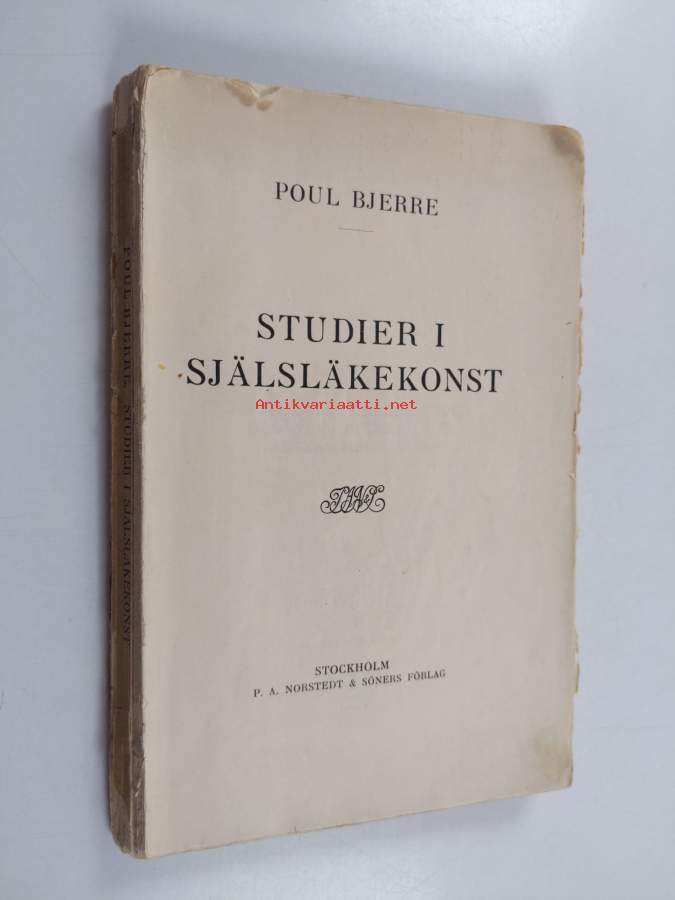 POUL BJERRE
STUDIER I
SJÄLSLÄKEKONST
Antikvariaatti.net
STOCKHOLM
P. A. NORSTEDT & SÖNERS FÖRLAG
POUL BJERRE, STUDIER I SJÄLSLÄKEKONST